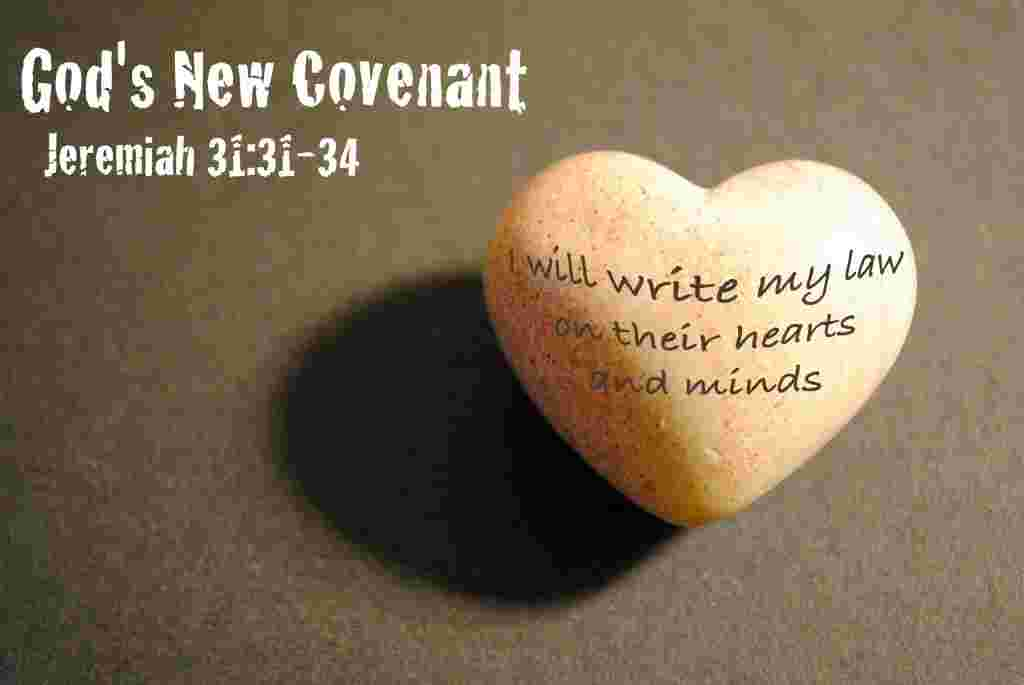 God's New Covenant
Jeremiah 31:31-34
I will write my law
on their hearts
and minds